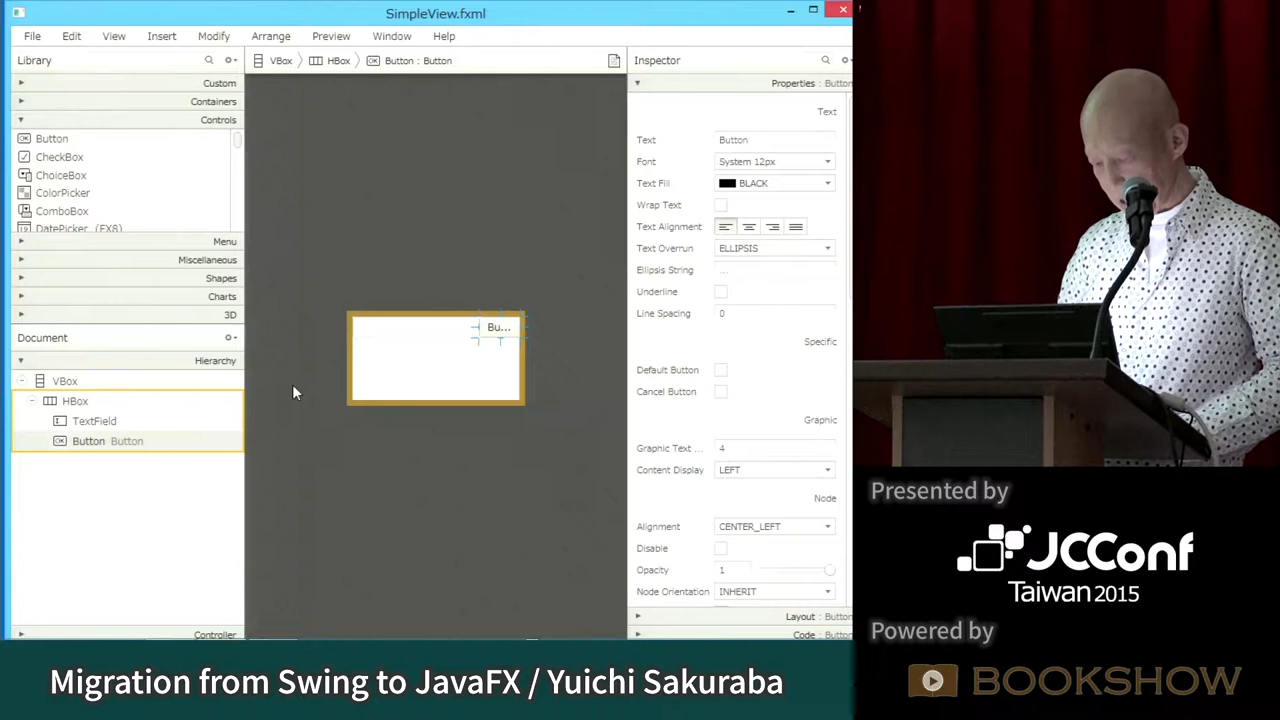 SimpleView.fxml
File Edit View Insert Modify Arrange Preview Window Help
Library
VBox HBox Button : Button
Inspector
Custom
Containers
Controls
Button
CheckBox
ChoiceBox
ColorPicker
ComboBox
DatePicker (FX8)
Menu
Miscellaneous
Shapes
Charts
3D
Document
Hierarchy
VBox
HBox
TextField
Button Button
Controller
Bu...
Properties : Button
Text
Text Button
Font System 12px
Text Fill BLACK
Wrap Text
Text Alignment
Text Overrun ELLIPSIS
Ellipsis String ...
Underline
Line Spacing 0
Specific
Default Button
Cancel Button
Graphic
Graphic Text ... 4
Content Display LEFT
Node
Alignment CENTER_LEFT
Disable
Opacity 1
Node Orientation INHERIT
Layout : Button
Code : Button
Presented by
JCConf
Taiwan 2015
Powered by
BOOKSHOW
Migration from Swing to JavaFX / Yuichi Sakuraba